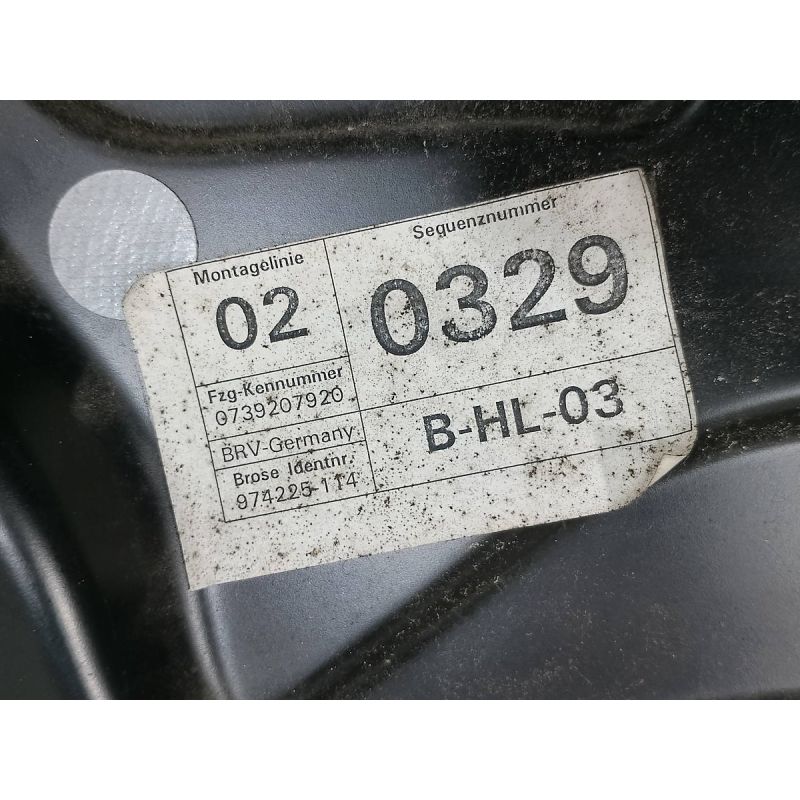 Montagelinie
02
Sequenznummer
0329
Fzg-Kennummer
0739207920
BRV-Germany
Brose Identnr.
974225-114
B-HL-03